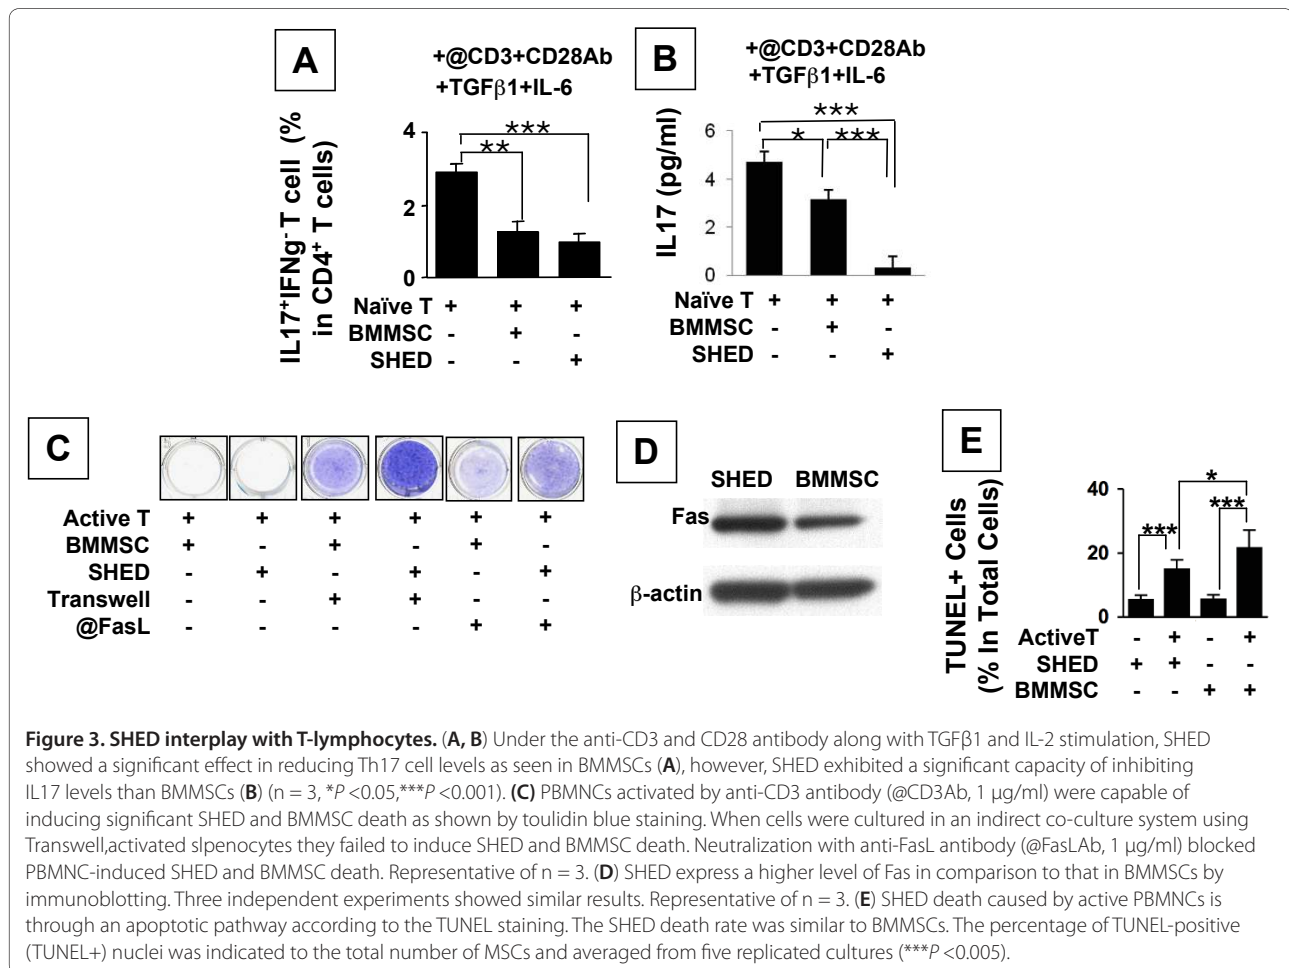 A
+@CD3+CD28Ab
+TGFβ1+IL-6
IL17+IFNg- T cell (%
in CD4+ T cells)
4
2
0
***
**
Naïve T + + +
BMMSC - + -
SHED - - +
B
+@CD3+CD28Ab
+TGFβ1+IL-6
IL17 (pg/ml)
6
4
2
0
***
* ***
Naïve T + + +
BMMSC - + -
SHED - - +
C
Active T + + + + + +
BMMSC + - + - + -
SHED - + - + - +
Transwell - - + + - -
@FasL - - - - + +
D
SHED BMMSC
Fas
β-actin
E
TUNEL+ Cells
(% In Total Cells)
40
20
0
*
*** ***
ActiveT - + - +
SHED + + - -
BMMSC - - + +
Figure 3. SHED interplay with T-lymphocytes. (A, B) Under the anti-CD3 and CD28 antibody along with TGFβ1 and IL-2 stimulation, SHED
showed a significant effect in reducing Th17 cell levels as seen in BMMSCs (A), however, SHED exhibited a significant capacity of inhibiting
IL17 levels than BMMSCs (B) (n = 3, *P <0.05,***P <0.001). (C) PBMNCs activated by anti-CD3 antibody (@CD3Ab, 1 μg/ml) were capable of
inducing significant SHED and BMMSC death as shown by toulidin blue staining. When cells were cultured in an indirect co-culture system using
Transwell,activated slpenocytes they failed to induce SHED and BMMSC death. Neutralization with anti-FasL antibody (@FasLAb, 1 μg/ml) blocked
PBMNC-induced SHED and BMMSC death. Representative of n = 3. (D) SHED express a higher level of Fas in comparison to that in BMMSCs by
immunoblotting. Three independent experiments showed similar results. Representative of n = 3. (E) SHED death caused by active PBMNCs is
through an apoptotic pathway according to the TUNEL staining. The SHED death rate was similar to BMMSCs. The percentage of TUNEL-positive
(TUNEL+) nuclei was indicated to the total number of MSCs and averaged from five replicated cultures (***P <0.005).